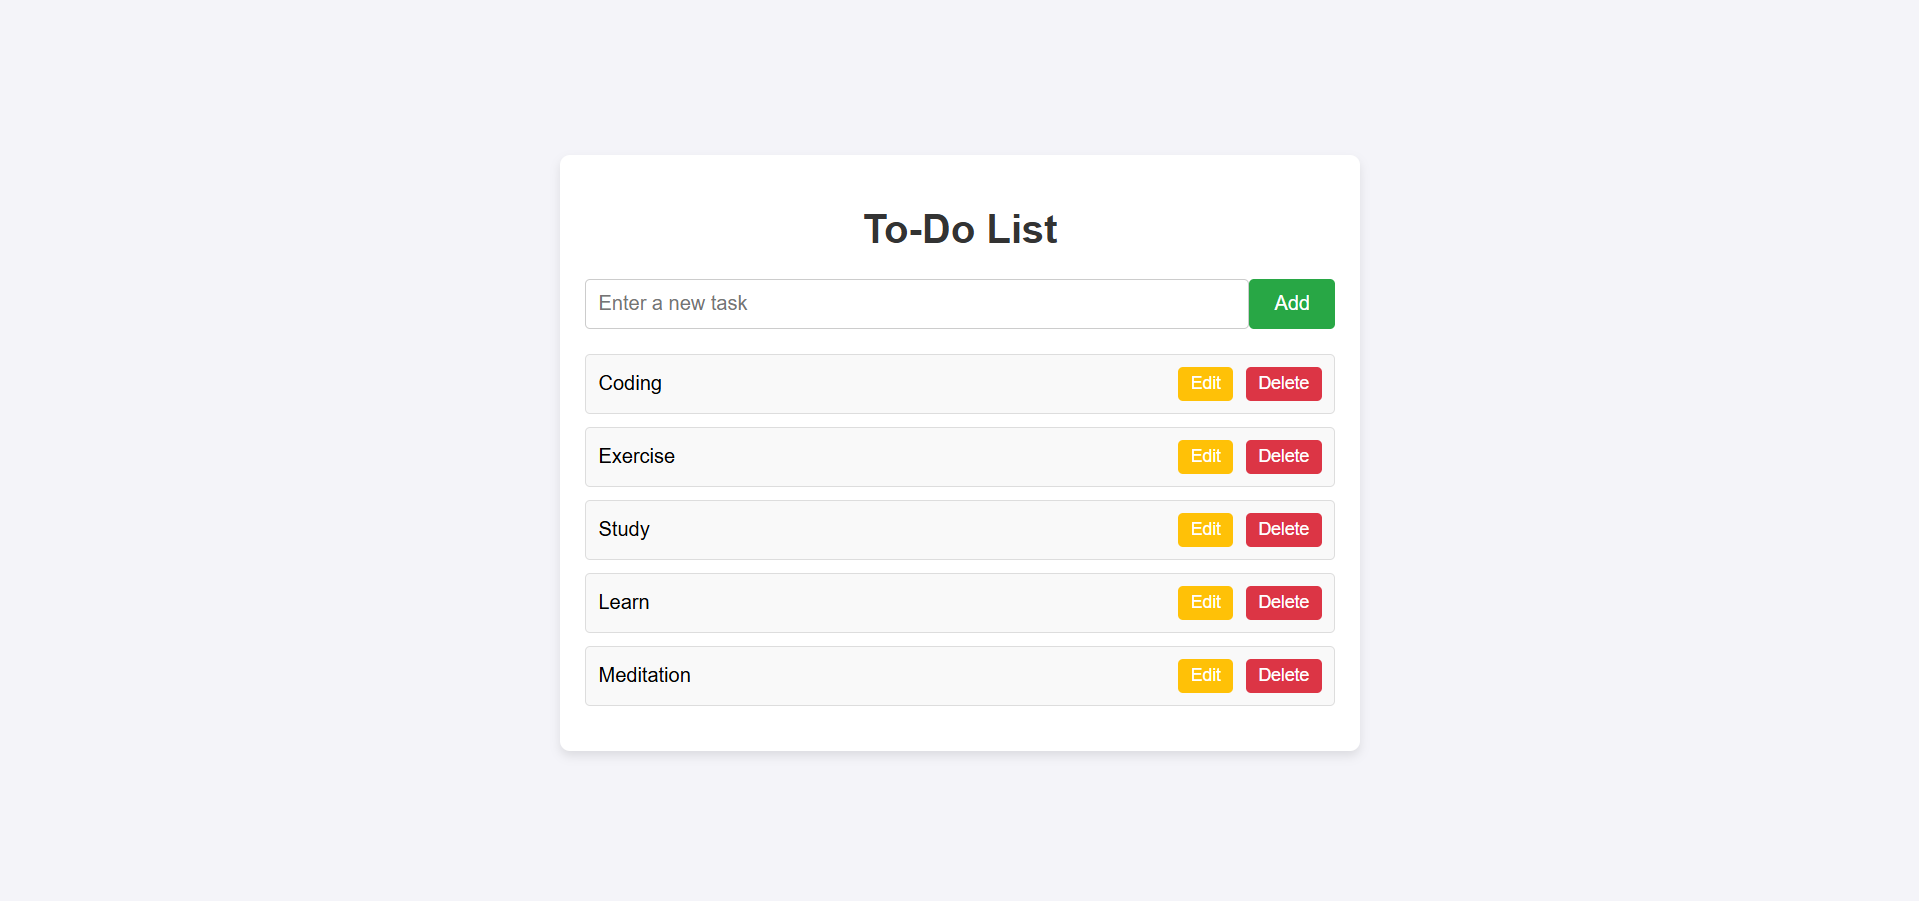 To-Do List
Enter a new task Add
Coding Edit Delete
Exercise Edit Delete
Study Edit Delete
Learn Edit Delete
Meditation Edit Delete